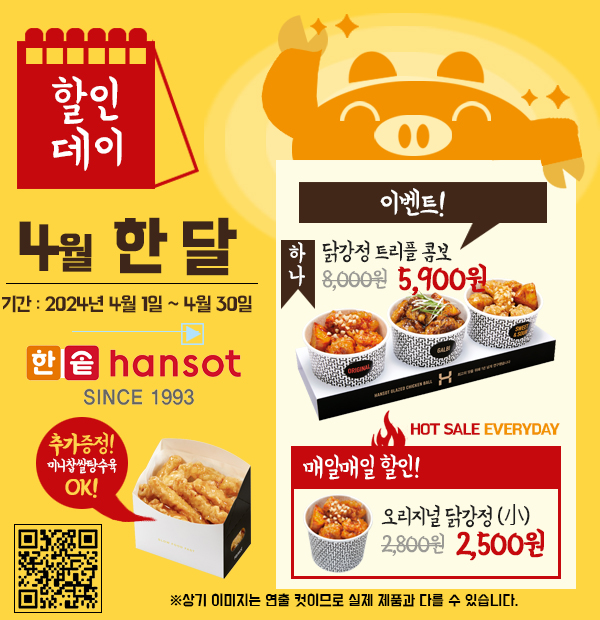 할인
데이
4월 한 달
기간 : 2024년 4월 1일 ~ 4월 30일
한솥 hansot
SINCE 1993
추가증정!
미니찹쌀탕수육
OK!
이벤트!
하나
닭강정 트리플 콤보
8,000원 5,900원
ORIGINAL
GALBI
SWEET & SOUR
HANSOT GLAZED CHICKEN BALL H
HOT SALE EVERYDAY
매일매일 할인!
오리지널 닭강정 (小)
2,800원 2,500원
※상기 이미지는 연출 컷이므로 실제 제품과 다를 수 있습니다.